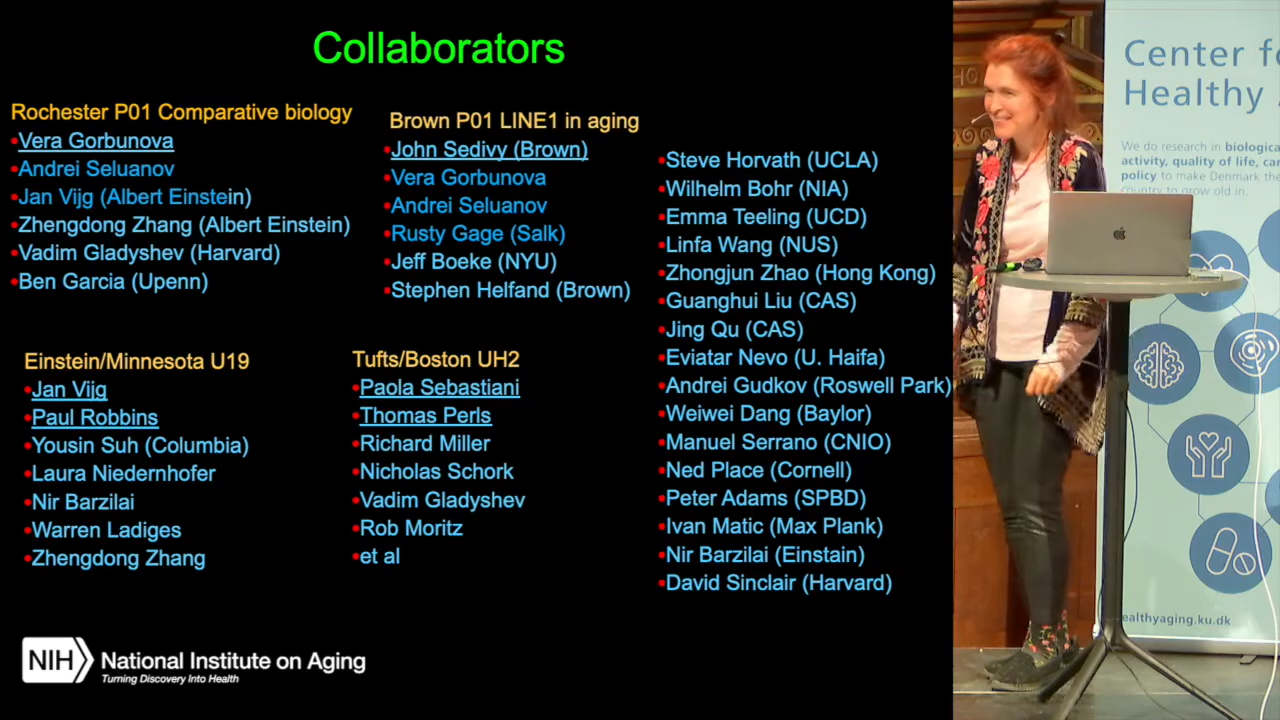 Collaborators
Rochester P01 Comparative biology
•Vera Gorbunova
•Andrei Seluanov
•Jan Vijg (Albert Einstein)
•Zhengdong Zhang (Albert Einstein)
•Vadim Gladyshev (Harvard)
•Ben Garcia (Upenn)
Brown P01 LINE1 in aging
•John Sedivy (Brown)
•Vera Gorbunova
•Andrei Seluanov
•Rusty Gage (Salk)
•Jeff Boeke (NYU)
•Stephen Helfand (Brown)
Einstein/Minnesota U19
•Jan Vijg
•Paul Robbins
•Yousin Suh (Columbia)
•Laura Niedernhofer
•Nir Barzilai
•Warren Ladiges
•Zhengdong Zhang
Tufts/Boston UH2
•Paola Sebastiani
•Thomas Perls
•Richard Miller
•Nicholas Schork
•Vadim Gladyshev
•Rob Moritz
•et al
•Steve Horvath (UCLA)
•Wilhelm Bohr (NIA)
•Emma Teeling (UCD)
•Linfa Wang (NUS)
•Zhongjun Zhao (Hong Kong)
•Guanghui Liu (CAS)
•Jing Qu (CAS)
•Eviatar Nevo (U. Haifa)
•Andrei Gudkov (Roswell Park)
•Weiwei Dang (Baylor)
•Manuel Serrano (CNIO)
•Ned Place (Cornell)
•Peter Adams (SPBD)
•Ivan Matic (Max Plank)
•Nir Barzilai (Einstain)
•David Sinclair (Harvard)
NIH National Institute on Aging
Turning Discovery Into Health
Center f
Healthy
We do research in biologica
activity, quality of life, ca
policy to make Denmark the
country to grow old in.
ealthyaging.ku.dk